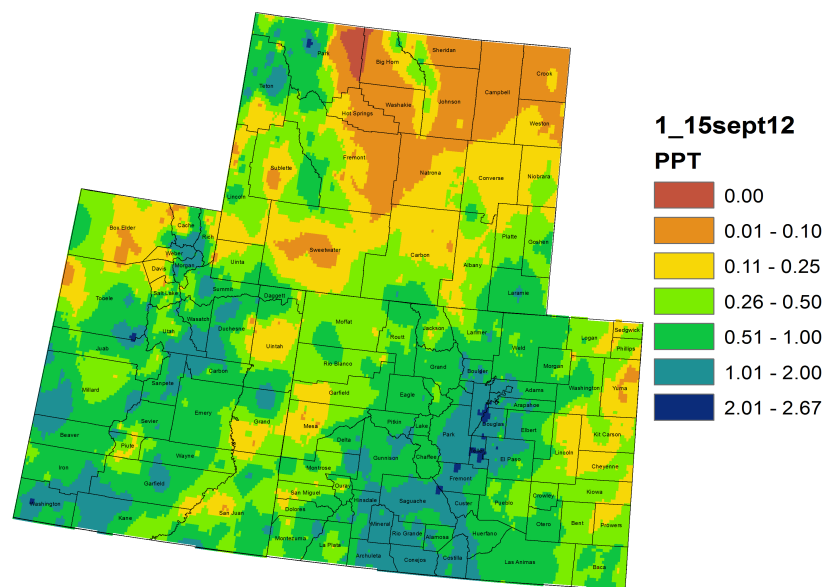 1_15sept12
PPT
0.00
0.01 - 0.10
0.11 - 0.25
0.26 - 0.50
0.51 - 1.00
1.01 - 2.00
2.01 - 2.67
Park
Big Horn
Sheridan
Campbell
Crook
Teton
Washakie
Johnson
Hot Springs
Weston
Fremont
Sublette
Natrona
Converse
Niobrara
Lincoln
Platte
Goshen
Sweetwater
Carbon
Albany
Uinta
Laramie
Box Elder
Cache
Rich
Weber
Morgan
Davis
Salt Lake
Summit
Daggett
Tooele
Wasatch
Duchesne
Utah
Uintah
Juab
Carbon
Millard
Sanpete
Emery
Grand
Sevier
Beaver
Piute
Wayne
Iron
Garfield
Washington
Kane
San Juan
Moffat
Routt
Jackson
Larimer
Logan
Sedgwick
Phillips
Weld
Morgan
Rio Blanco
Grand
Boulder
Adams
Washington
Yuma
Garfield
Eagle
Arapahoe
Mesa
Pitkin
Lake
Park
Douglas
Elbert
Kit Carson
Delta
Gunnison
Chaffee
El Paso
Lincoln
Cheyenne
Montrose
Fremont
Ouray
San Miguel
Hinsdale
Saguache
Custer
Pueblo
Crowley
Kiowa
Dolores
Mineral
Rio Grande
Alamosa
Huerfano
Otero
Bent
Prowers
Montezuma
La Plata
Archuleta
Conejos
Costilla
Las Animas
Baca